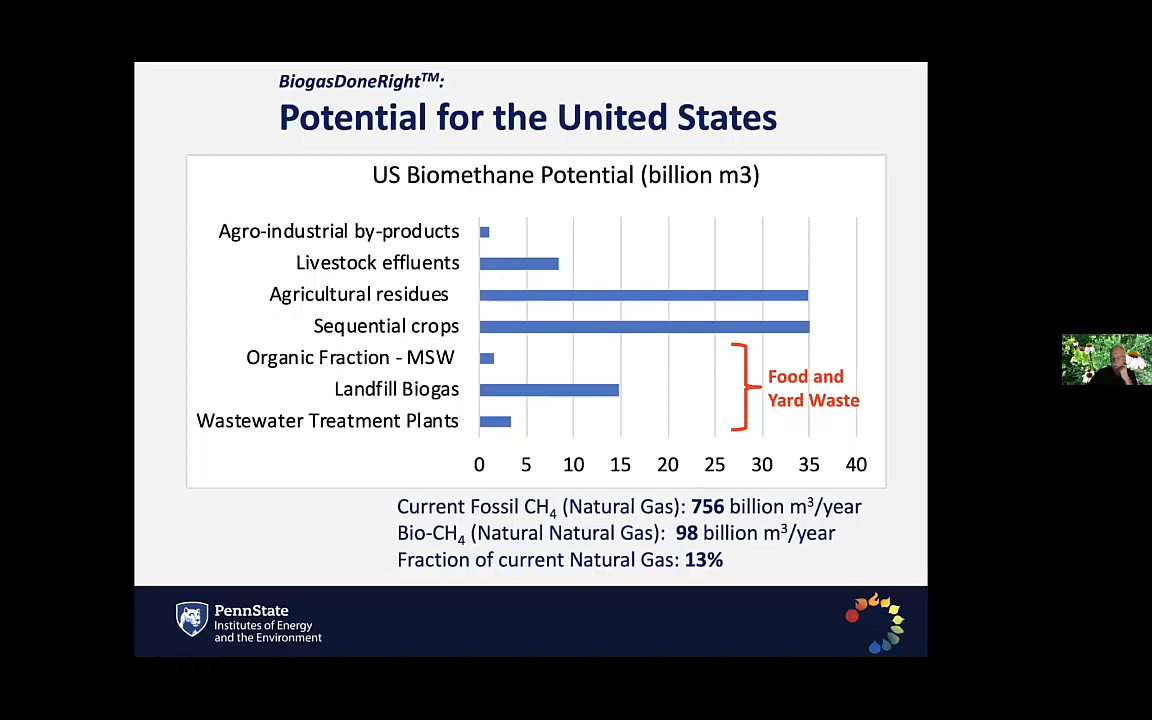 BiogasDoneRight™:
Potential for the United States
US Biomethane Potential (billion m3)
Agro-industrial by-products
Livestock effluents
Agricultural residues
Sequential crops
Organic Fraction - MSW
Landfill Biogas
Wastewater Treatment Plants
Food and
Yard Waste
0 5 10 15 20 25 30 35 40
Current Fossil CH₄ (Natural Gas): 756 billion m³/year
Bio-CH₄ (Natural Natural Gas): 98 billion m³/year
Fraction of current Natural Gas: 13%
PennState
Institutes of Energy
and the Environment